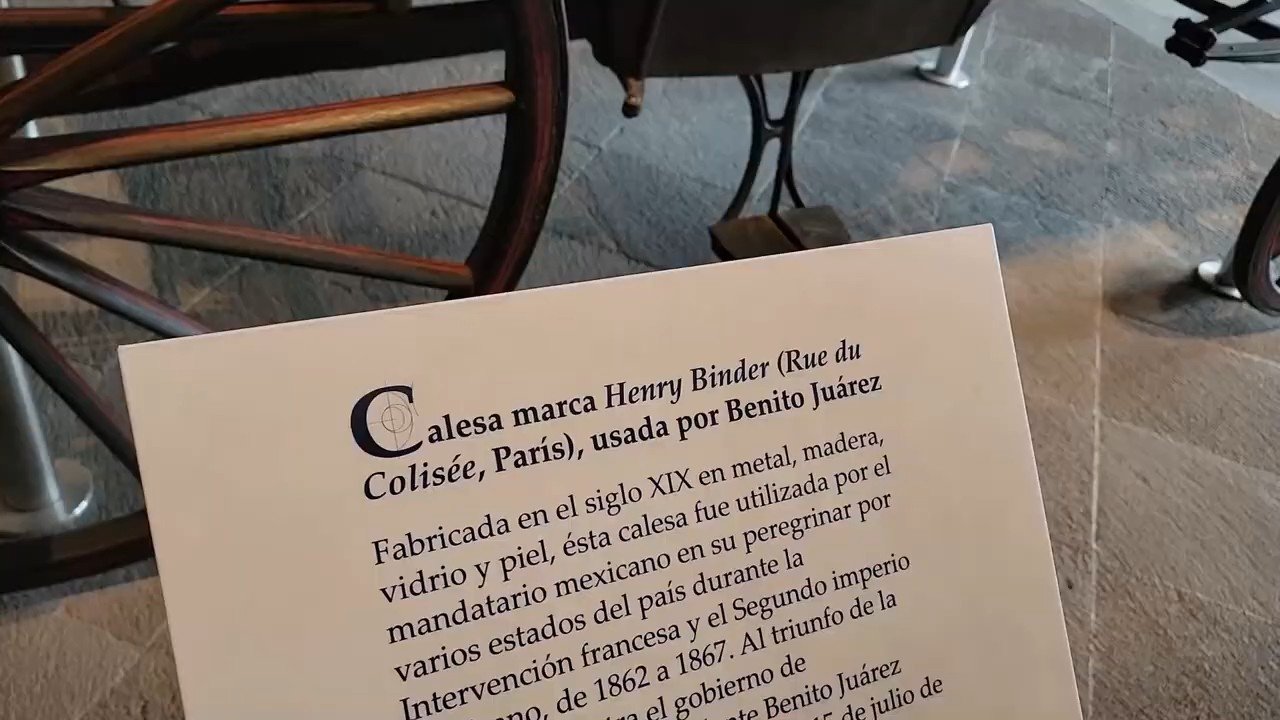 Calesa marca Henry Binder (Rue du
Colisée, París), usada por Benito Juárez
Fabricada en el siglo XIX en metal, madera,
vidrio y piel, ésta calesa fue utilizada por el
mandatario mexicano en su peregrinar por
varios estados del país durante la
Intervención francesa y el Segundo imperio
de 1862 a 1867. Al triunfo de la
el gobierno de
Benito Juárez
de julio de